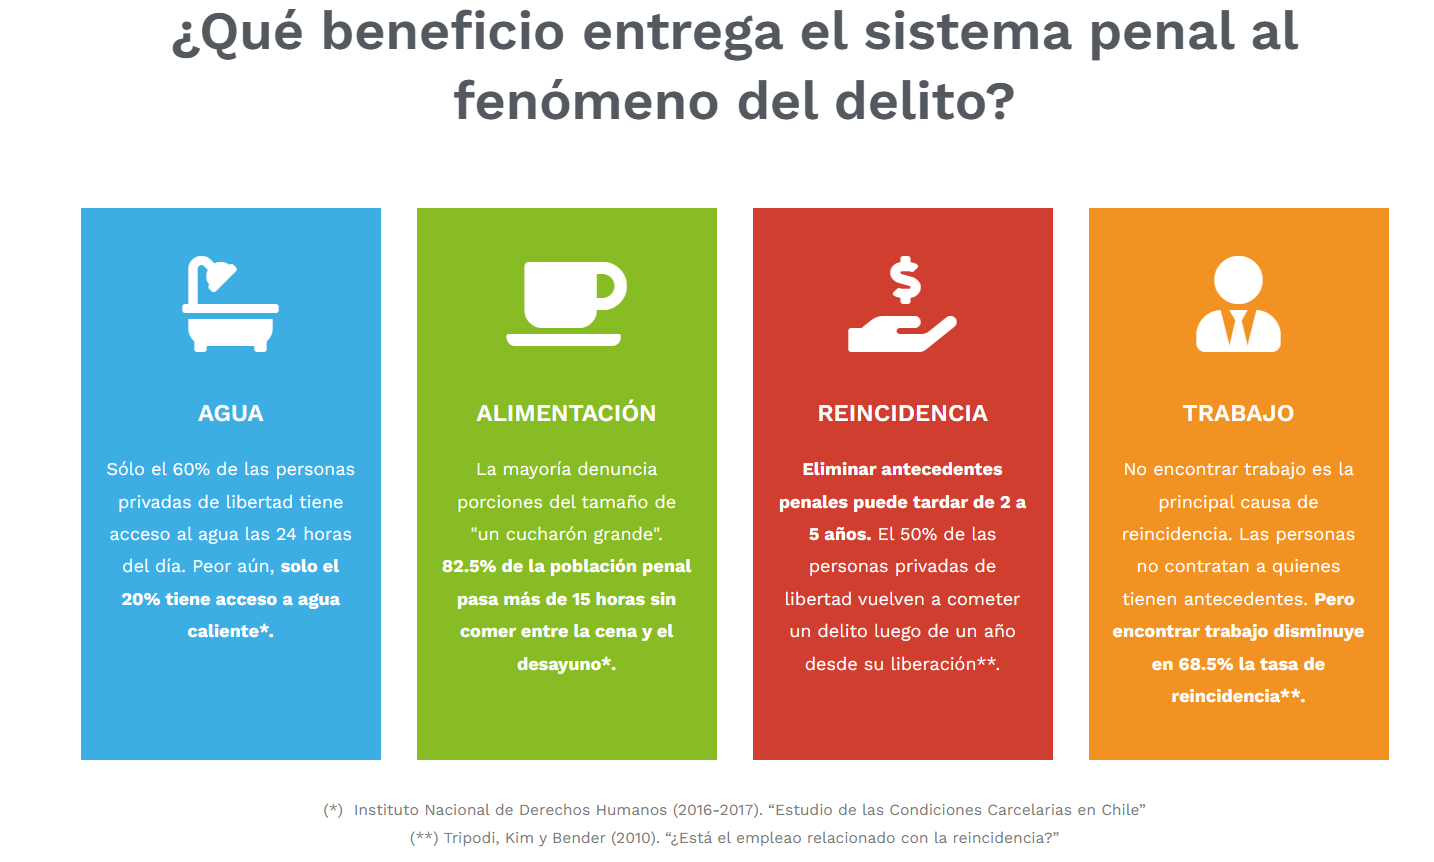 ¿Qué beneficio entrega el sistema penal al
fenómeno del delito?
AGUA
Sólo el 60% de las personas
privadas de libertad tiene
acceso al agua las 24 horas
del día. Peor aún, solo el
20% tiene acceso a agua
caliente*.
ALIMENTACIÓN
La mayoría denuncia
porciones del tamaño de
"un cucharón grande".
82.5% de la población penal
pasa más de 15 horas sin
comer entre la cena y el
desayuno*.
REINCIDENCIA
Eliminar antecedentes
penales puede tardar de 2 a
5 años. El 50% de las
personas privadas de
libertad vuelven a cometer
un delito luego de un año
desde su liberación**.
TRABAJO
No encontrar trabajo es la
principal causa de
reincidencia. Las personas
no contratan a quienes
tienen antecedentes. Pero
encontrar trabajo disminuye
en 68.5% la tasa de
reincidencia**.
(*) Instituto Nacional de Derechos Humanos (2016-2017). “Estudio de las Condiciones Carcelarias en Chile”
(**) Tripodi, Kim y Bender (2010). “¿Está el empleao relacionado con la reincidencia?”